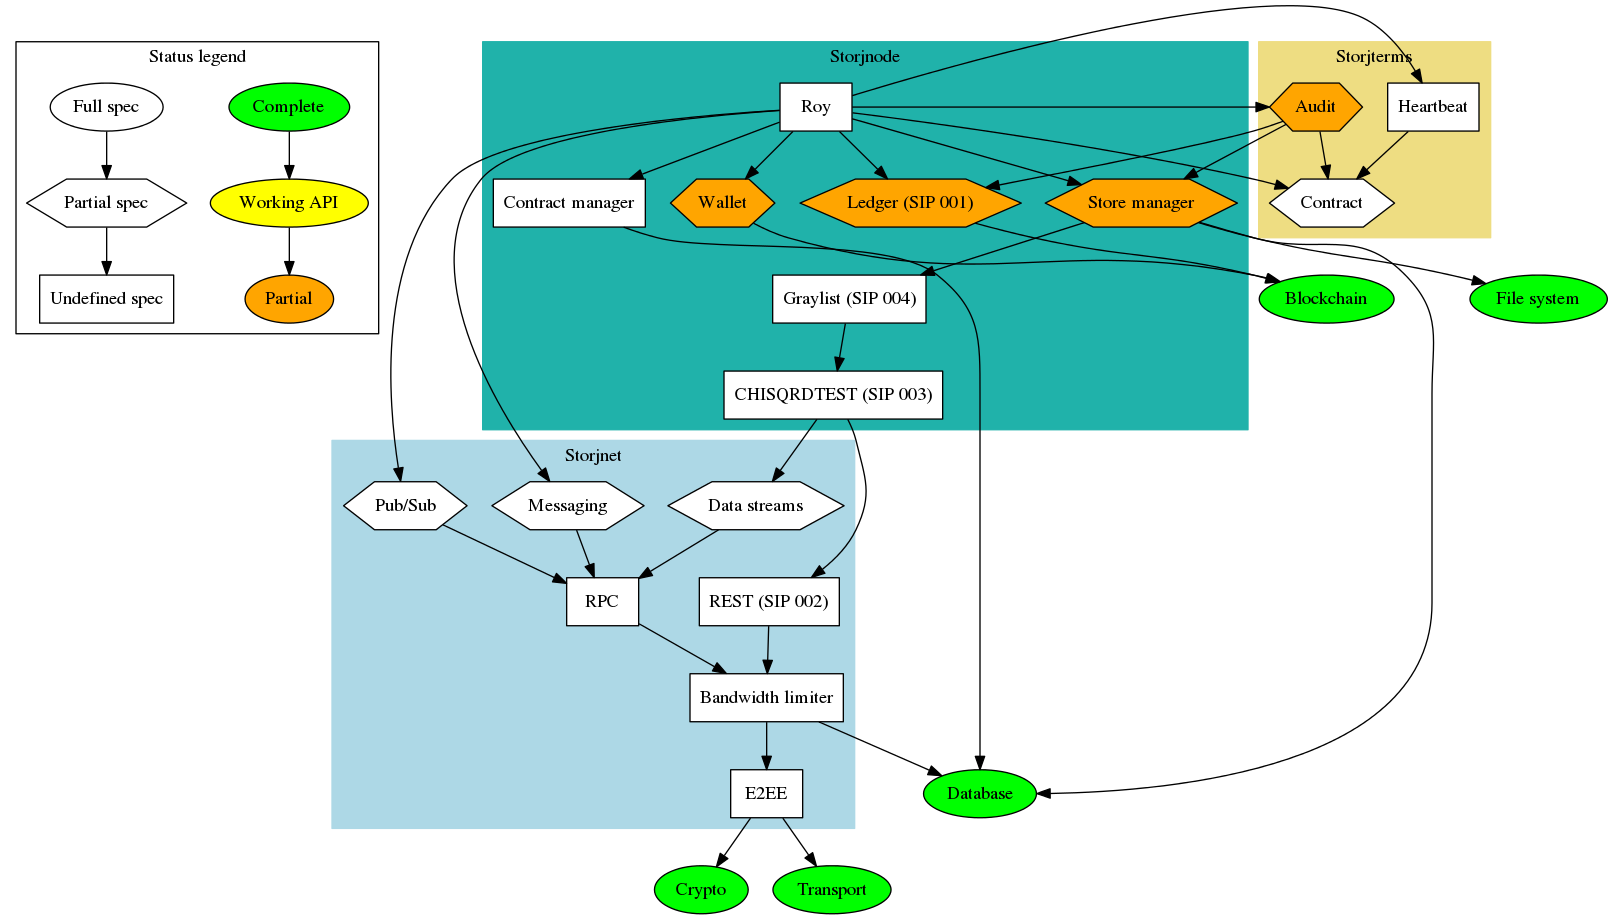 Status legend
Full spec
Complete
Partial spec
Working API
Undefined spec
Partial
Storjnode
Roy
Contract manager
Wallet
Ledger (SIP 001)
Store manager
Graylist (SIP 004)
CHISQRDTEST (SIP 003)
Storjterms
Audit
Heartbeat
Contract
Blockchain
File system
Storjnet
Pub/Sub
Messaging
Data streams
RPC
REST (SIP 002)
Bandwidth limiter
E2EE
Database
Crypto
Transport